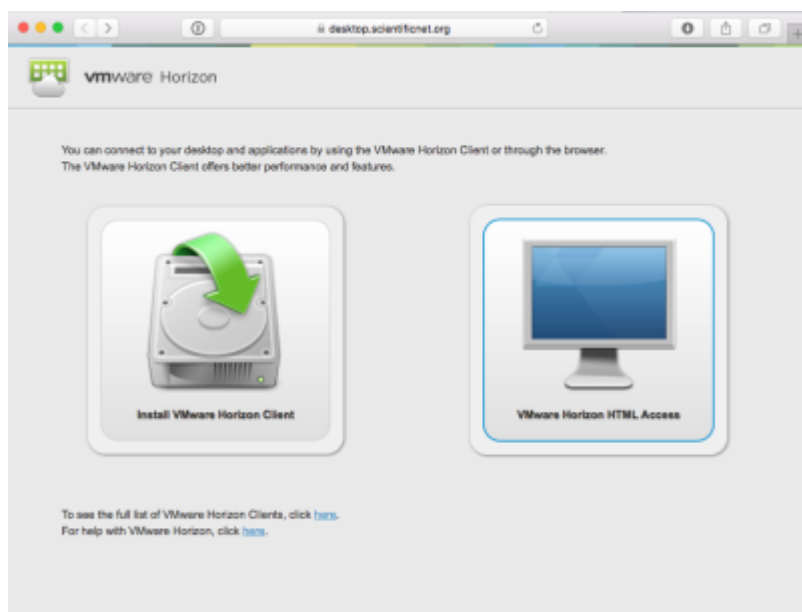 desktop.scientificnet.org
vmware Horizon
You can connect to your desktop and applications by using the VMware Horizon Client or through the browser.
The VMware Horizon Client offers better performance and features.
Install VMware Horizon Client
VMware Horizon HTML Access
To see the full list of VMware Horizon Clients, click here.
For help with VMware Horizon, click here.